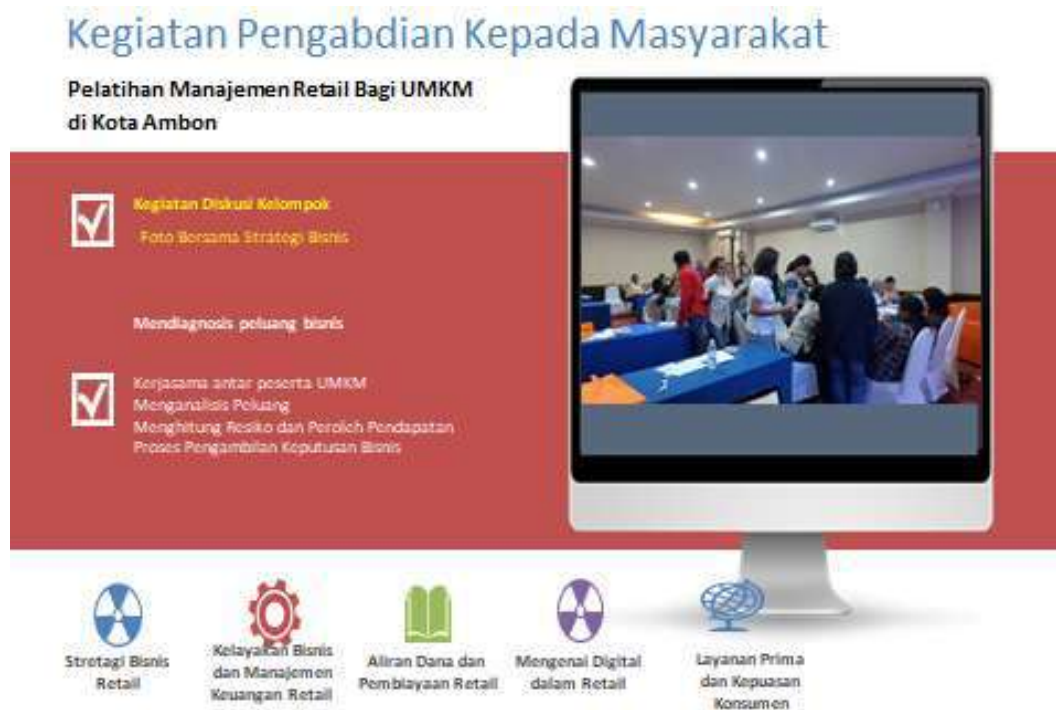 Kegiatan Pengabdian Kepada Masyarakat
Pelatihan Manajemen Retail Bagi UMKM
di Kota Ambon
Kegiatan Diskusi Kelompok
Foto Bersama Strategi Bisnis
Mendiagnosis peluang bisnis
Kerjasama antar peserta UMKM
Menganalisis Peluang
Menghitung Resiko dan Peroleh Pendapatan
Proses Pengambilan Keputusan Bisnis
Stretagi Bisnis
Retail
Kelayakan Bisnis
dan Manajemen
Keuangan Retail
Aliran Dana dan
Pembiayaan Retail
Mengenai Digital
dalam Retail
Layanan Prima
dan Kepuasan
Konsumen